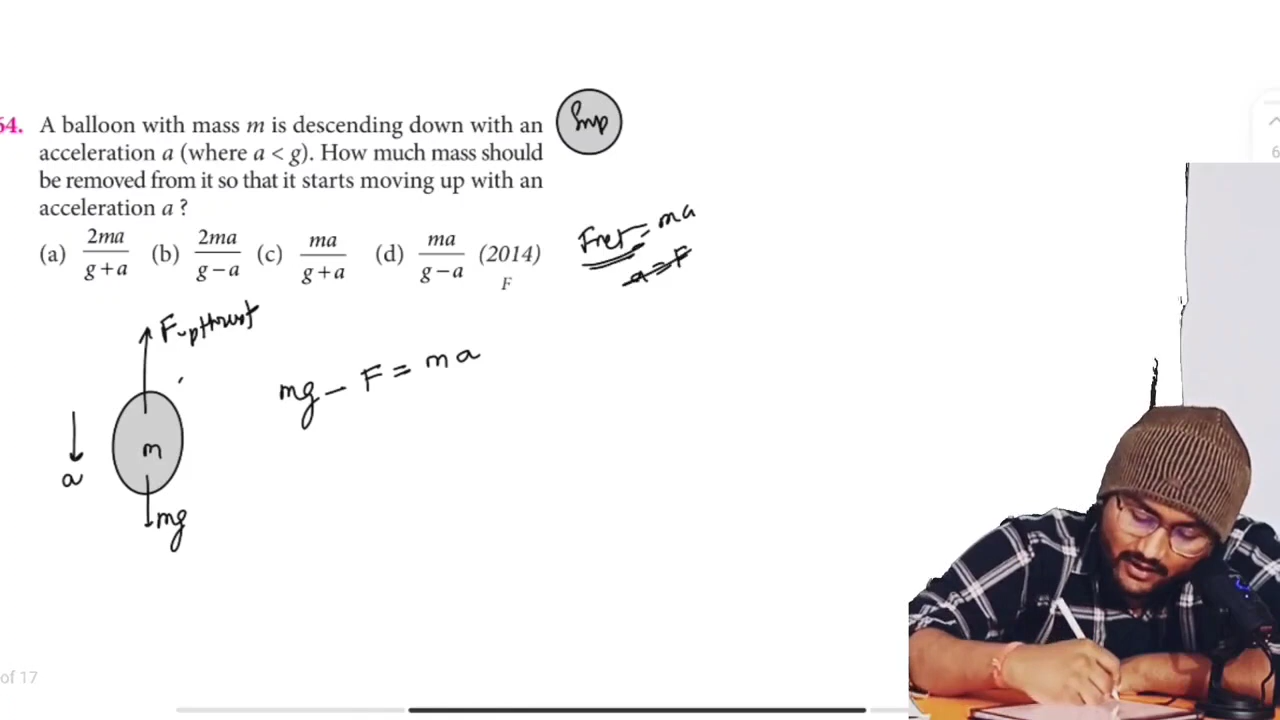 64. A balloon with mass m is descending down with an
acceleration a (where a < g). How much mass should
be removed from it so that it starts moving up with an
acceleration a ?
(a) 2ma/g+a (b) 2ma/g−a (c) ma/g+a (d) ma/g−a (2014)
F
Imp
Fnet = ma
a = F
F upthrust
mg − F = ma
m
a
mg
of 17
6